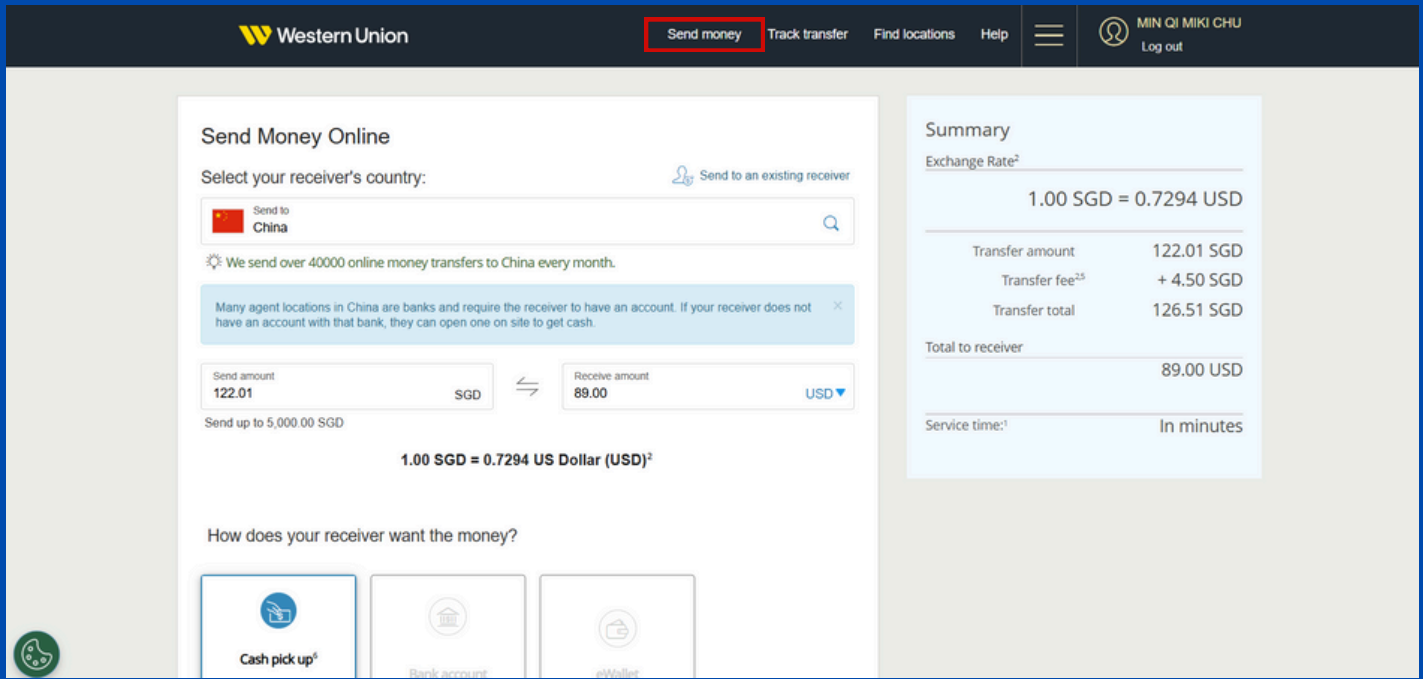 Western Union
Send money
Track transfer
Find locations
Help
MIN QI MIKI CHU
Log out
Send Money Online
Select your receiver's country:
Send to an existing receiver
Send to
China
We send over 40000 online money transfers to China every month.
Many agent locations in China are banks and require the receiver to have an account. If your receiver does not
have an account with that bank, they can open one on site to get cash.
Send amount
122.01 SGD
Receive amount
89.00 USD
Send up to 5,000.00 SGD
1.00 SGD = 0.7294 US Dollar (USD)²
How does your receiver want the money?
Cash pick up⁶
Bank account
eWallet
Summary
Exchange Rate²
1.00 SGD = 0.7294 USD
Transfer amount 122.01 SGD
Transfer fee²,⁵ + 4.50 SGD
Transfer total 126.51 SGD
Total to receiver
89.00 USD
Service time:¹ In minutes